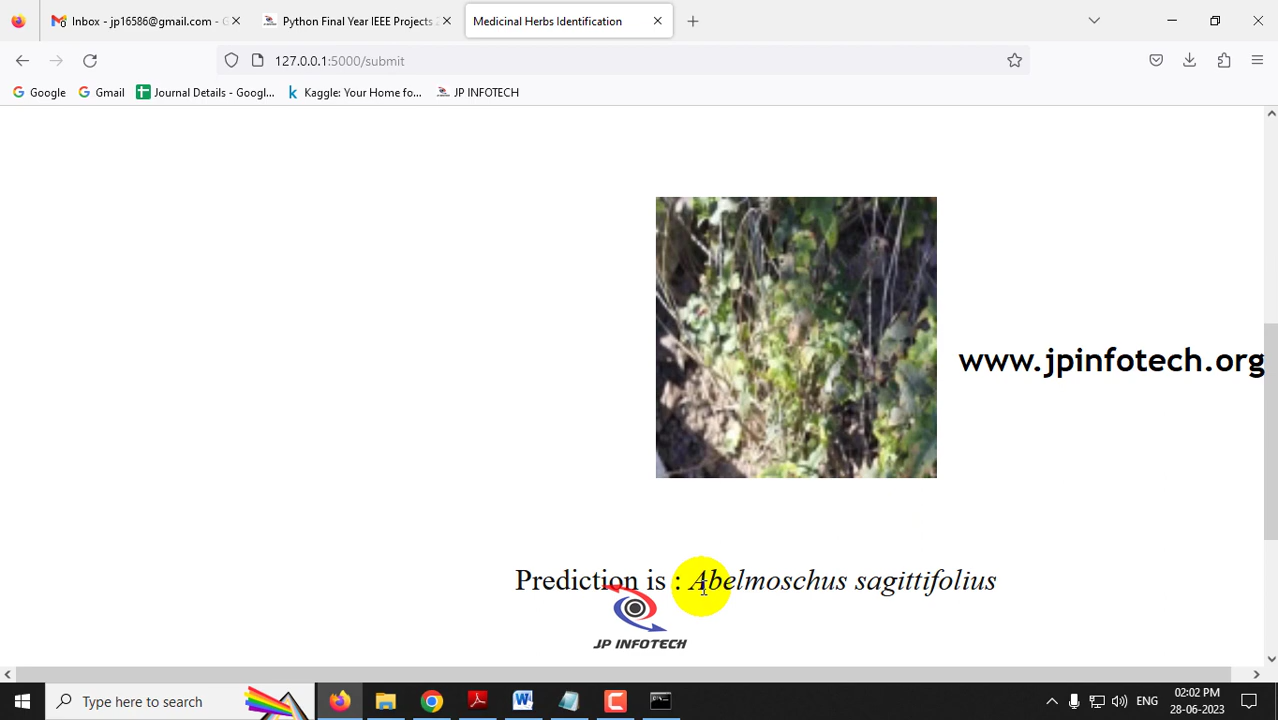 Inbox - jp16586@gmail.com - G
Python Final Year IEEE Projects 2
Medicinal Herbs Identification
127.0.0.1:5000/submit
Google
Gmail
Journal Details - Googl...
Kaggle: Your Home fo...
JP INFOTECH
www.jpinfotech.org
Prediction is : Abelmoschus sagittifolius
JP INFOTECH
Type here to search
ENG
02:02 PM
28-06-2023